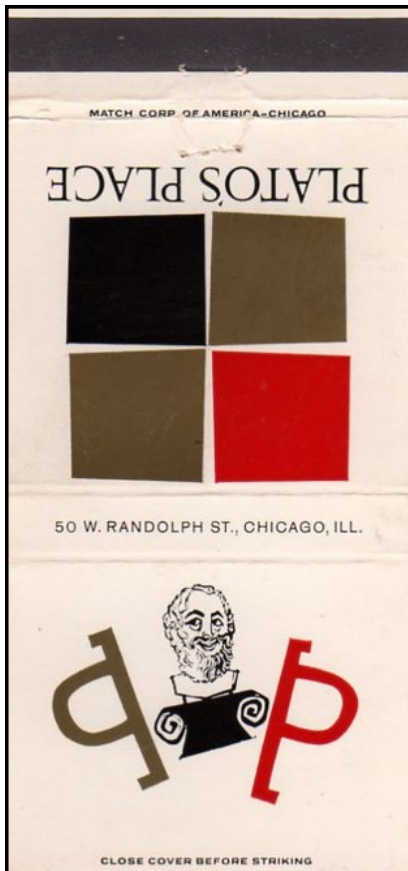 MATCH CORP. OF AMERICA-CHICAGO
PLATO'S PLACE
50 W. RANDOLPH ST., CHICAGO, ILL.
P P
CLOSE COVER BEFORE STRIKING